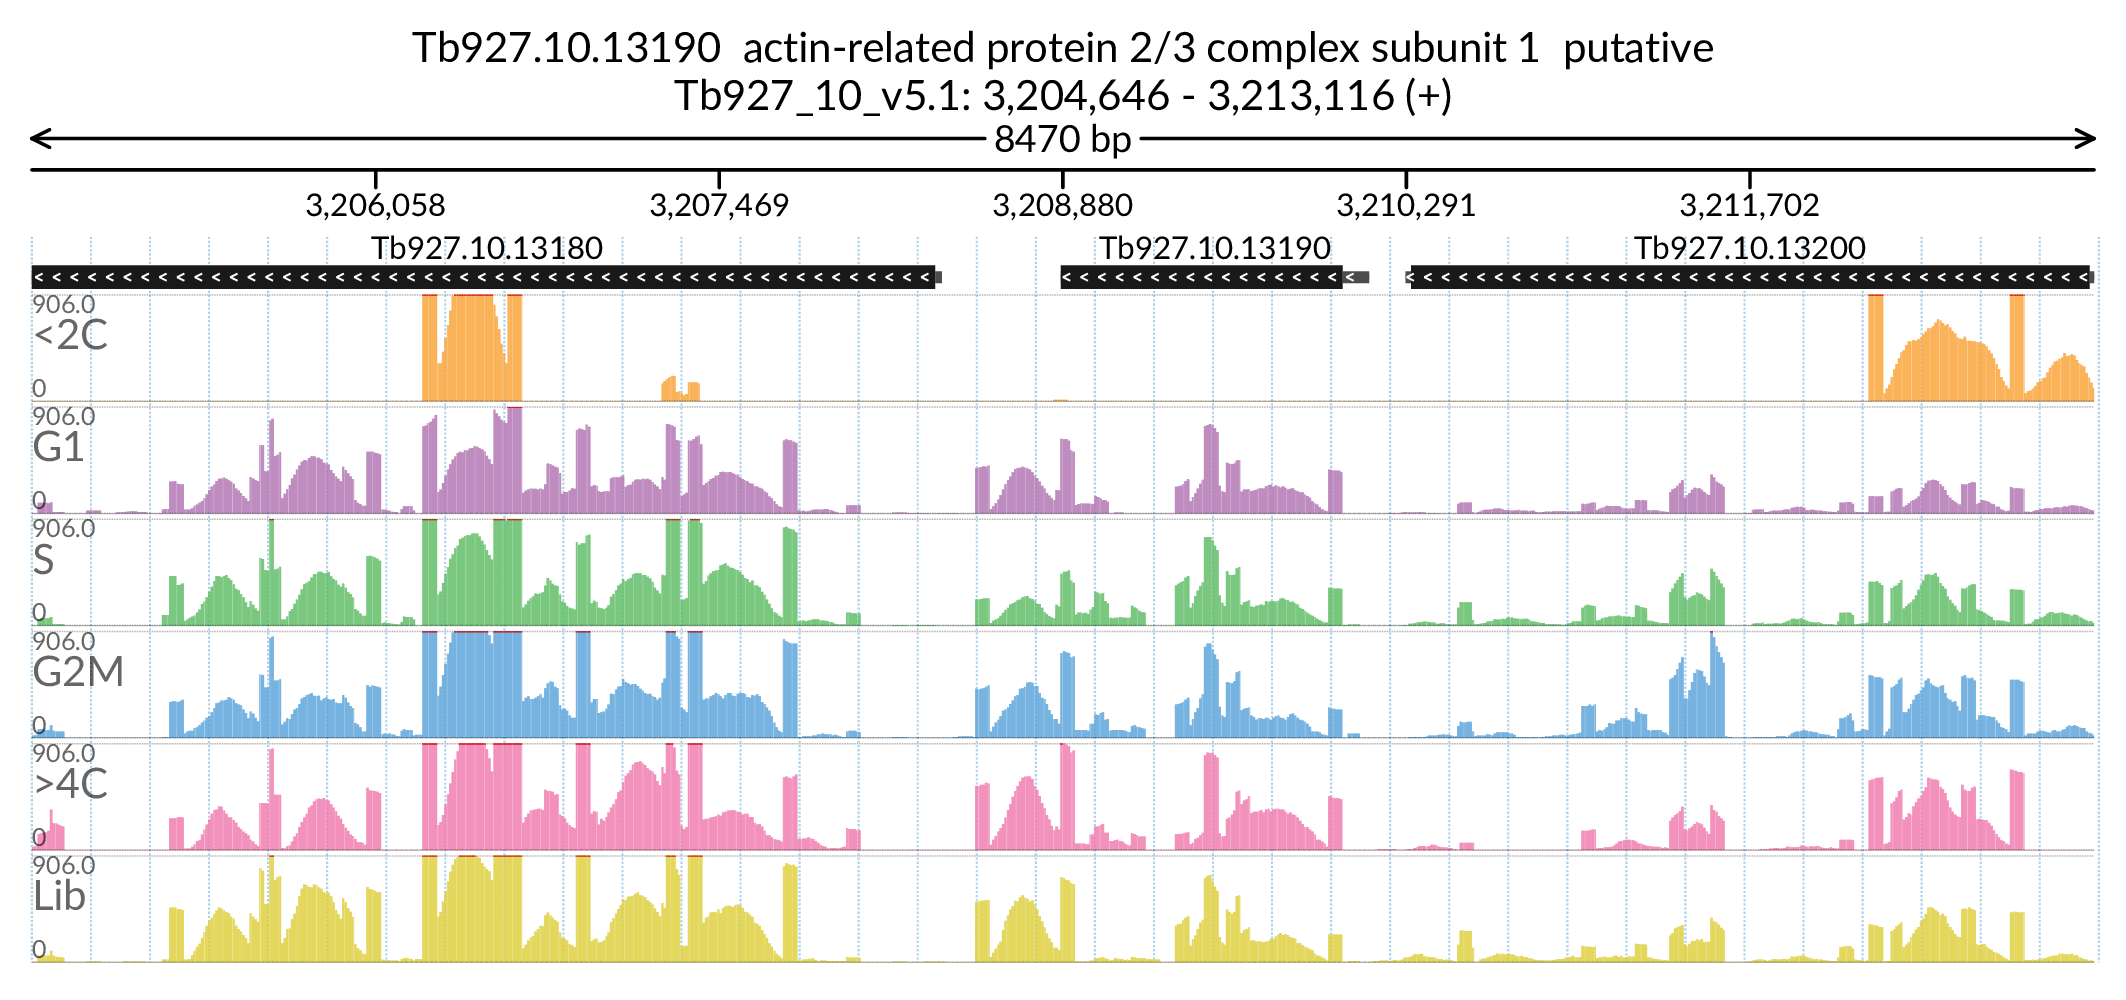 Tb927.10.13190 actin-related protein 2/3 complex subunit 1 putative
Tb927_10_v5.1: 3,204,646 - 3,213,116 (+)
8470 bp
3,206,058 3,207,469 3,208,880 3,210,291 3,211,702
Tb927.10.13180 Tb927.10.13190 Tb927.10.13200
906.0
<2C
0
906.0
G1
0
906.0
S
0
906.0
G2M
0
906.0
>4C
0
906.0
Lib
0